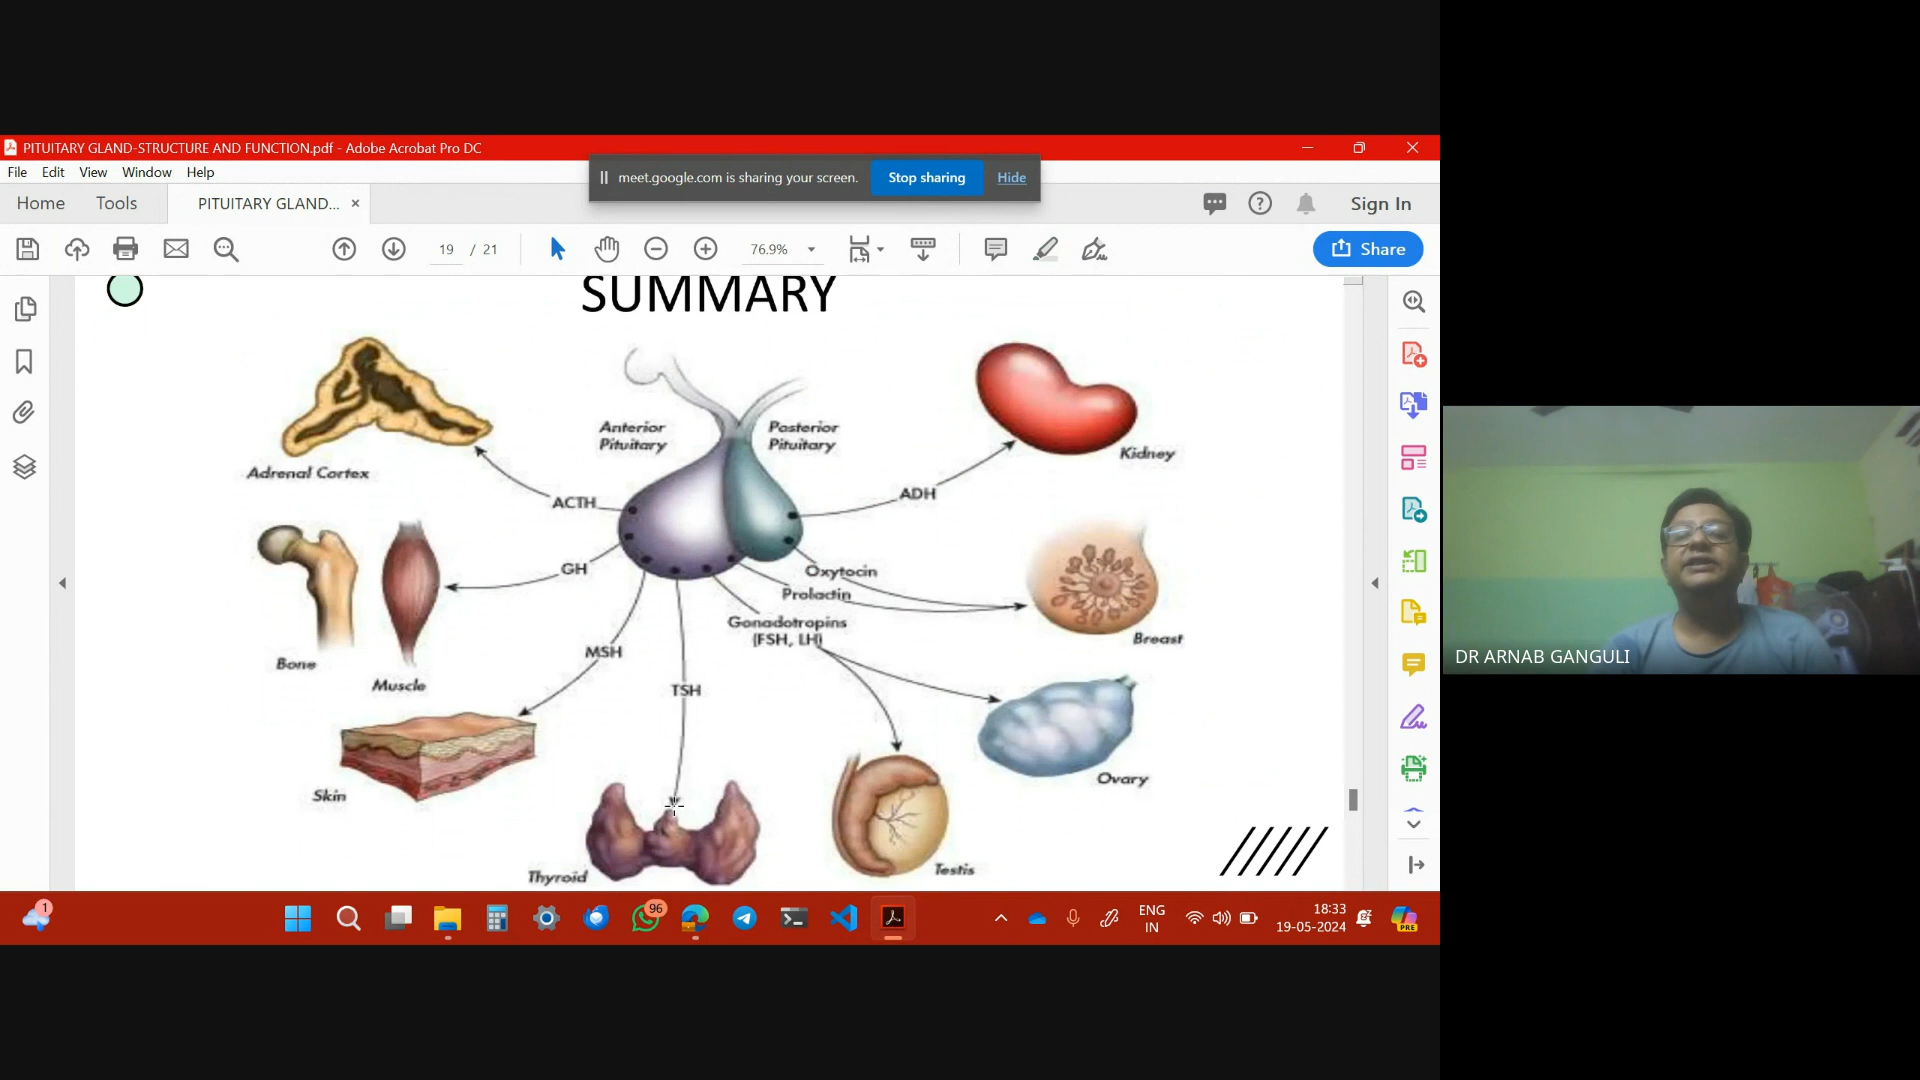 PITUITARY GLAND-STRUCTURE AND FUNCTION.pdf - Adobe Acrobat Pro DC
File Edit View Window Help
meet.google.com is sharing your screen. Stop sharing Hide
Home Tools PITUITARY GLAND... × Sign In
19 / 21 76.9% Share
SUMMARY
Anterior
Pituitary
Posterior
Pituitary
Kidney
Adrenal Cortex
ACTH
ADH
GH
Oxytocin
Prolactin
Gonadotropins
(FSH, LH)
Breast
Bone
Muscle
MSH
TSH
Skin
Ovary
Thyroid
Testis
DR ARNAB GANGULI
1
96
ENG
IN
18:33
19-05-2024
PRE